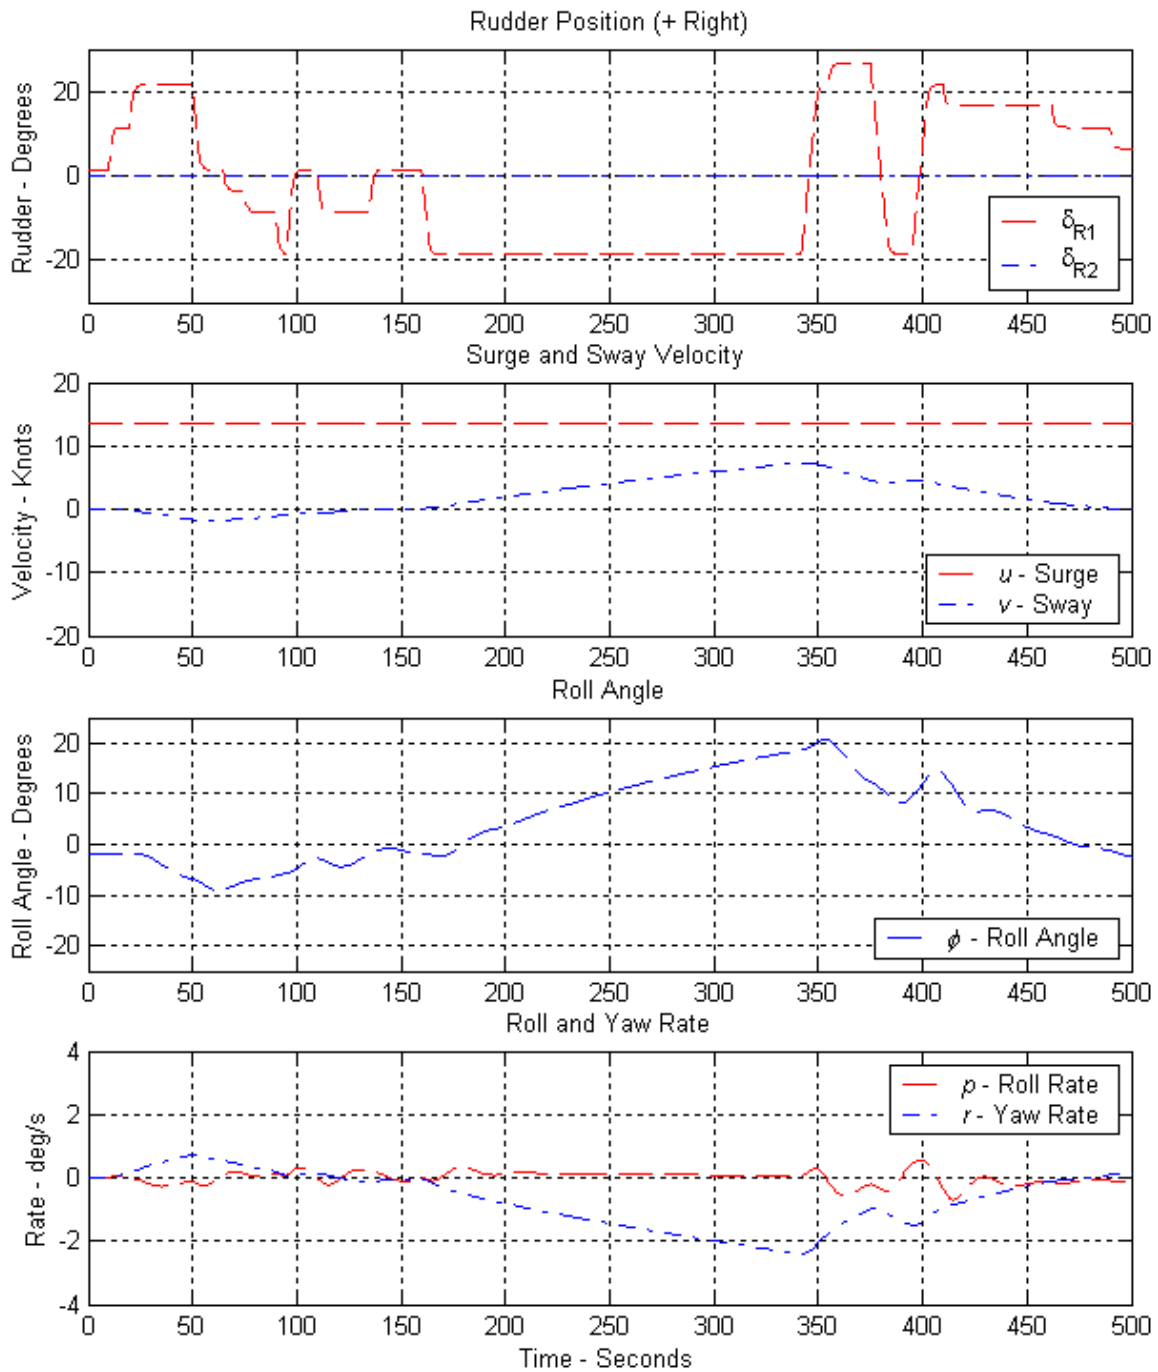 Rudder Position (+ Right)
Rudder - Degrees
20
0
-20
δR1
δR2
0 50 100 150 200 250 300 350 400 450 500
Surge and Sway Velocity
Velocity - Knots
20
10
0
-10
-20
u - Surge
v - Sway
0 50 100 150 200 250 300 350 400 450 500
Roll Angle
Roll Angle - Degrees
20
10
0
-10
-20
ϕ - Roll Angle
0 50 100 150 200 250 300 350 400 450 500
Roll and Yaw Rate
Rate - deg/s
4
2
0
-2
-4
p - Roll Rate
r - Yaw Rate
0 50 100 150 200 250 300 350 400 450 500
Time - Seconds